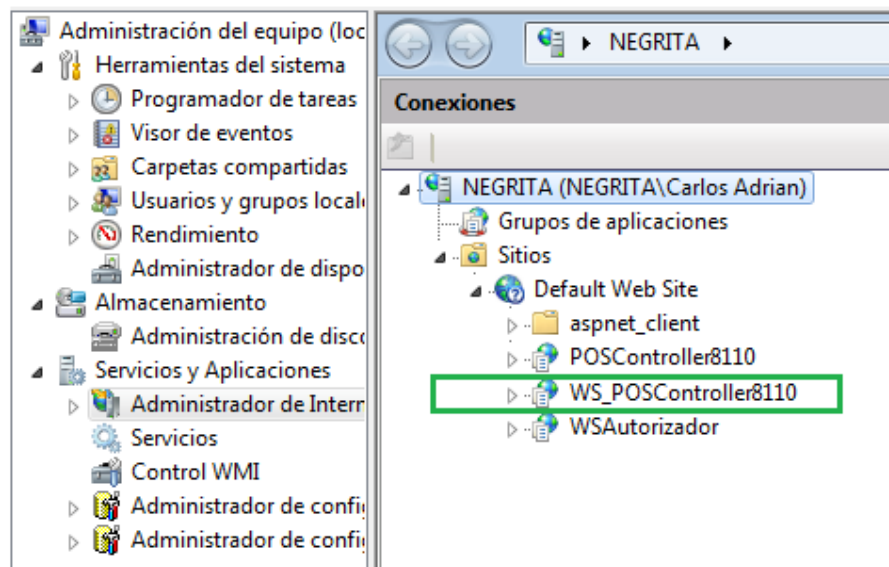 Administración del equipo (loc
Herramientas del sistema
Programador de tareas
Visor de eventos
Carpetas compartidas
Usuarios y grupos locale
Rendimiento
Administrador de dispo
Almacenamiento
Administración de disco
Servicios y Aplicaciones
Administrador de Intern
Servicios
Control WMI
Administrador de config
Administrador de config
NEGRITA
Conexiones
NEGRITA (NEGRITA\Carlos Adrian)
Grupos de aplicaciones
Sitios
Default Web Site
aspnet_client
POSController8110
WS_POSController8110
WSAutorizador